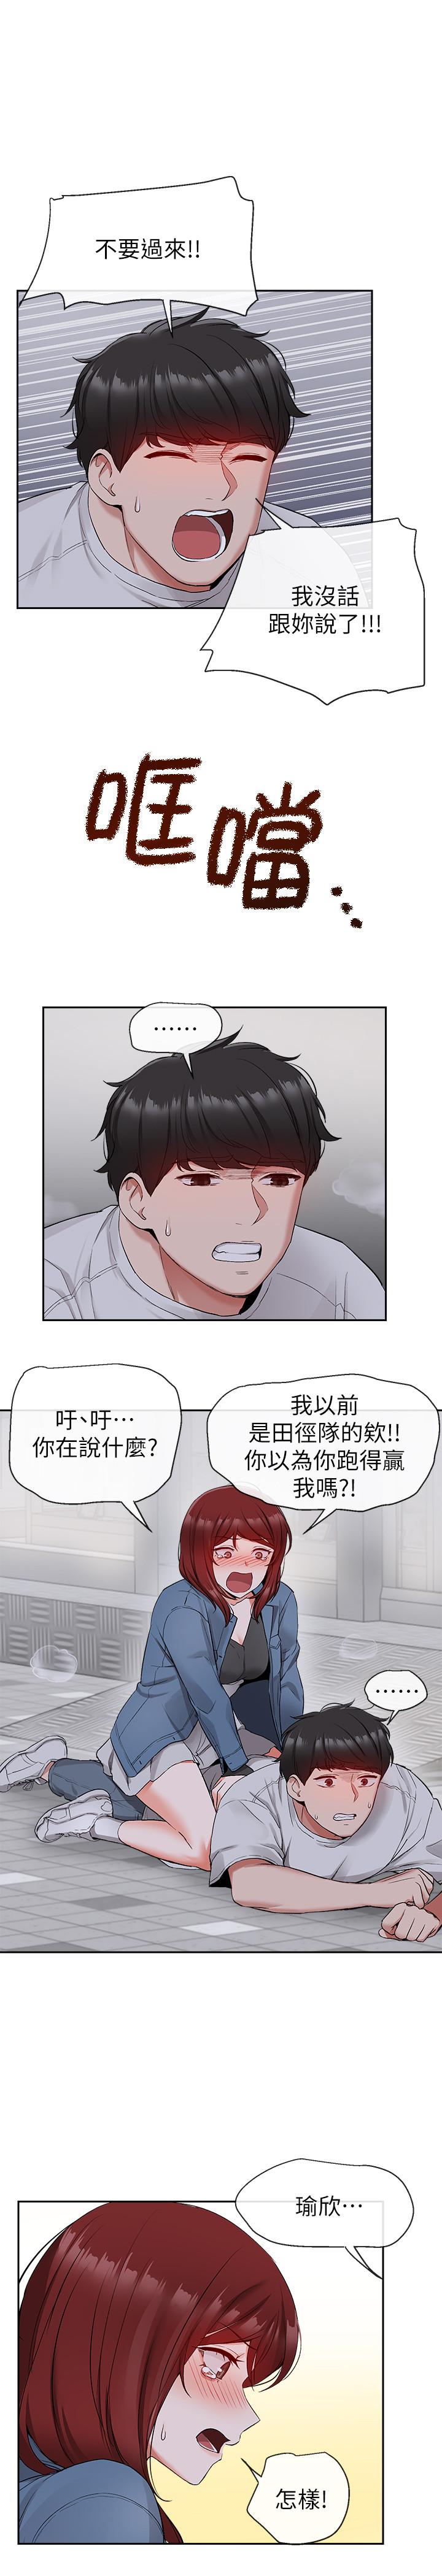 不要過來!!
我沒話
跟妳說了!!!
哐噹...
……
吁、吁…
你在說什麼?
我以前
是田徑隊的欸!!
你以為你跑得贏
我嗎?!
……
瑜欣…
怎樣!